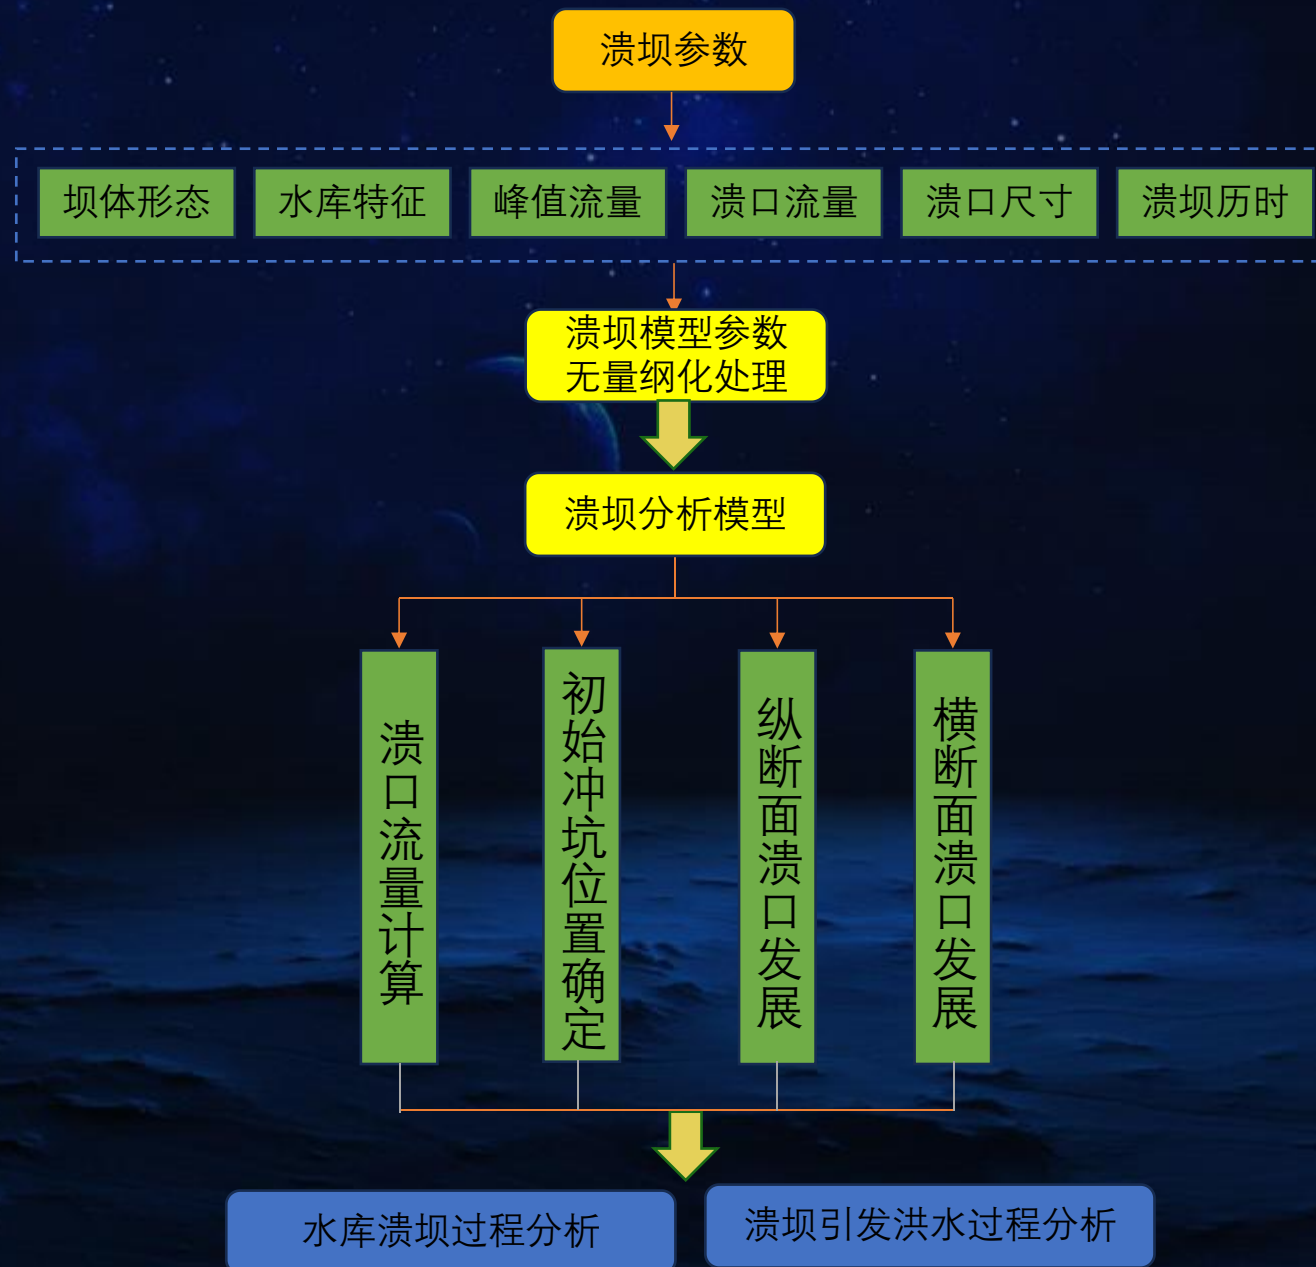 溃坝参数
坝体形态
水库特征
峰值流量
溃口流量
溃口尺寸
溃坝历时
溃坝模型参数
无量纲化处理
溃坝分析模型
溃口流量计算
初始冲坑位置确定
纵断面溃口发展
横断面溃口发展
水库溃坝过程分析
溃坝引发洪水过程分析